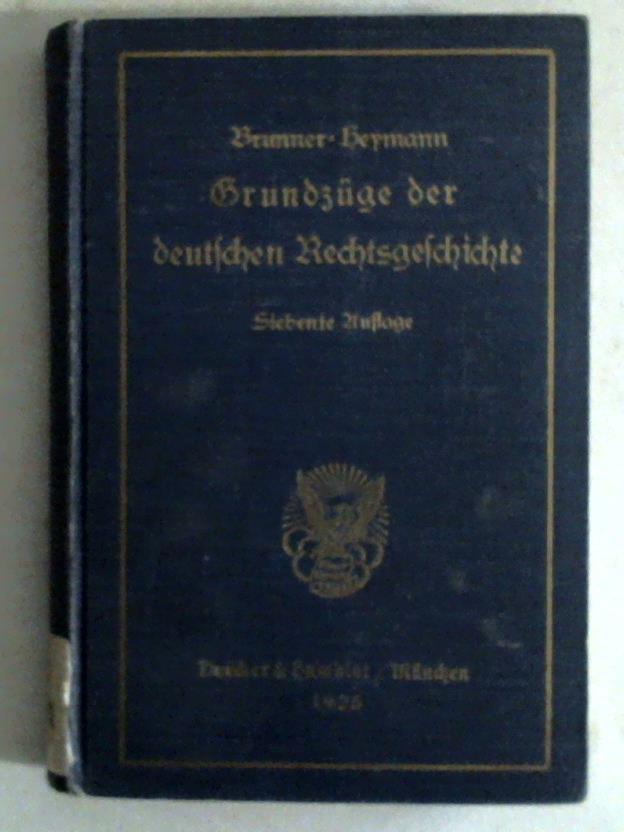 Brunner-Heymann
Grundzüge der
deutschen Rechtsgeschichte
Siebente Auflage
Duncker & Humblot / München
1925